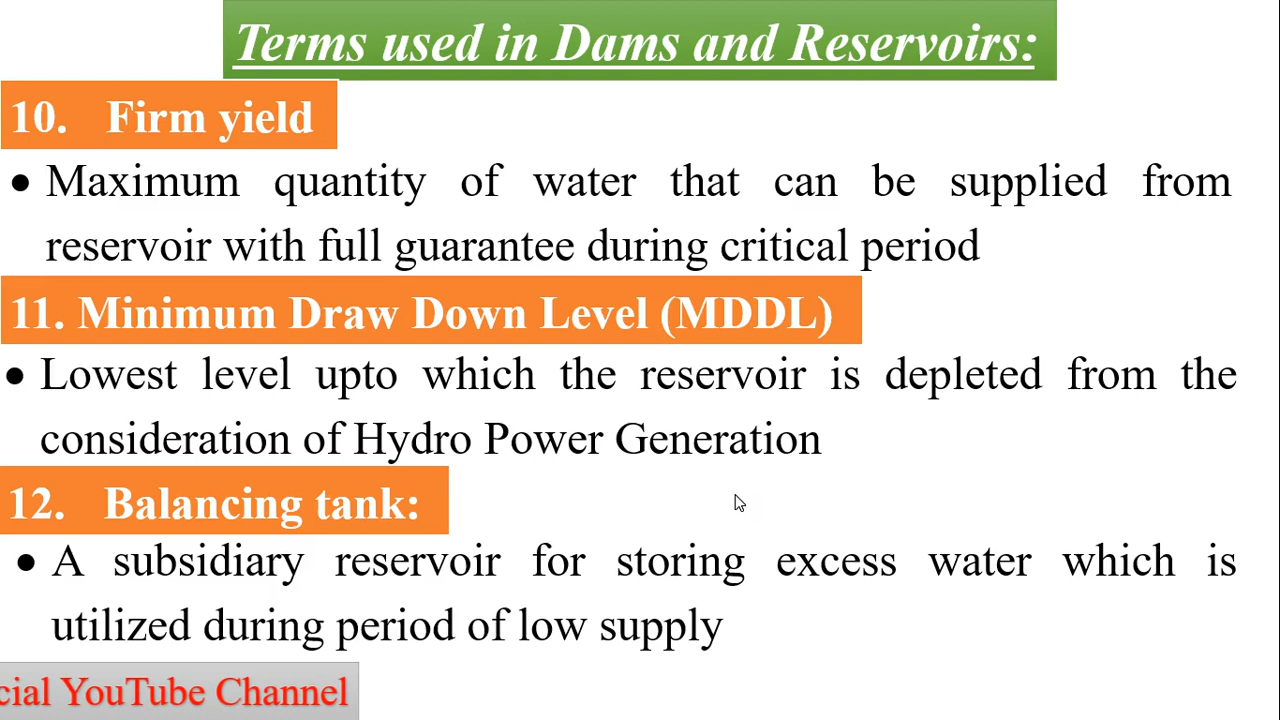 Terms used in Dams and Reservoirs:
10. Firm yield
• Maximum quantity of water that can be supplied from
reservoir with full guarantee during critical period
11. Minimum Draw Down Level (MDDL)
• Lowest level upto which the reservoir is depleted from the
consideration of Hydro Power Generation
12. Balancing tank:
• A subsidiary reservoir for storing excess water which is
utilized during period of low supply
cial YouTube Channel